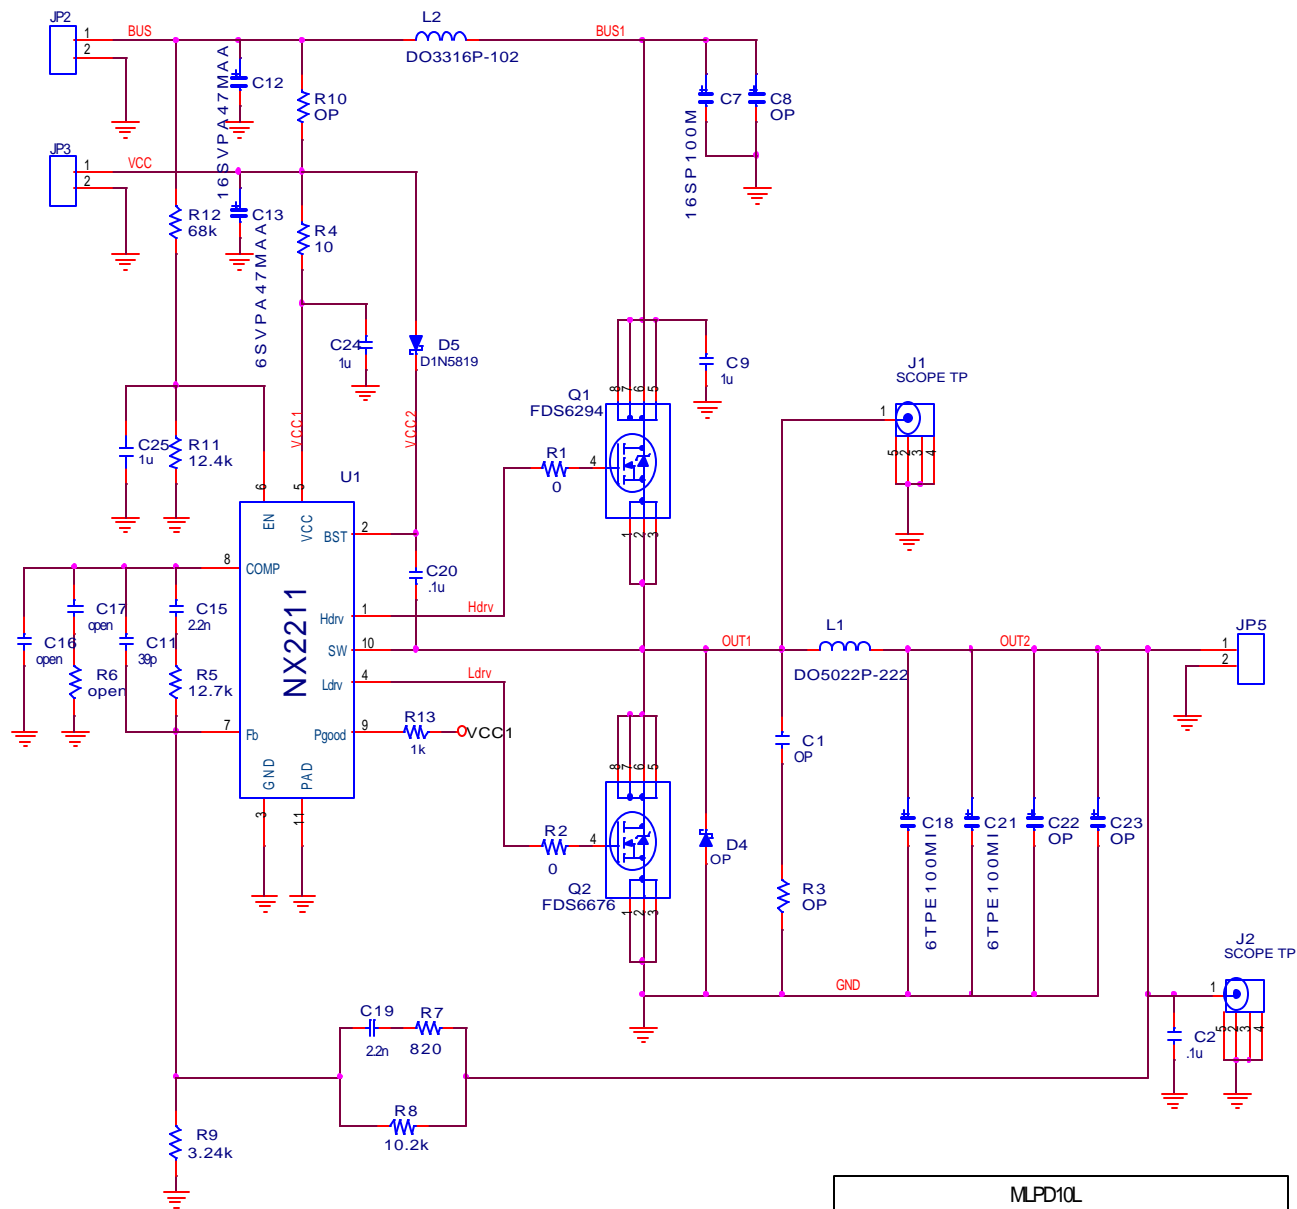 JP2
1
2
BUS
L2
DO3316P-102
BUS1
C12
16SVPA47MAA
R10
OP
C7
16SP100M
C8
OP
JP3
1
2
VCC
R12
68k
C13
6SVPA47MAA
R4
10
C24
1u
D5
D1N5819
C9
1u
J1
SCOPE TP
1
5
2
3
4
Q1
FDS6294
8
7
6
5
4
1
2
3
R1
0
C25
1u
R11
12.4k
VCC1
VCC2
U1
NX2211
6
EN
5
VCC
2
BST
8
COMP
1
Hdrv
10
SW
4
Ldrv
9
Pgood
7
Fb
GND
3
PAD
11
C20
.1u
Hdrv
Ldrv
C17
open
C15
2.2n
C16
open
C11
39p
R6
open
R5
12.7k
R13
1k
VCC1
OUT1
L1
DO5022P-222
OUT2
JP5
1
2
C1
OP
8
7
6
5
R2
0
4
Q2
FDS6676
1
2
3
D4
OP
R3
OP
C18
6TPE100MI
C21
6TPE100MI
C22
OP
C23
OP
GND
J2
SCOPE TP
1
5
2
3
4
C2
.1u
C19
2.2n
R7
820
R8
10.2k
R9
3.24k
MLPD10L